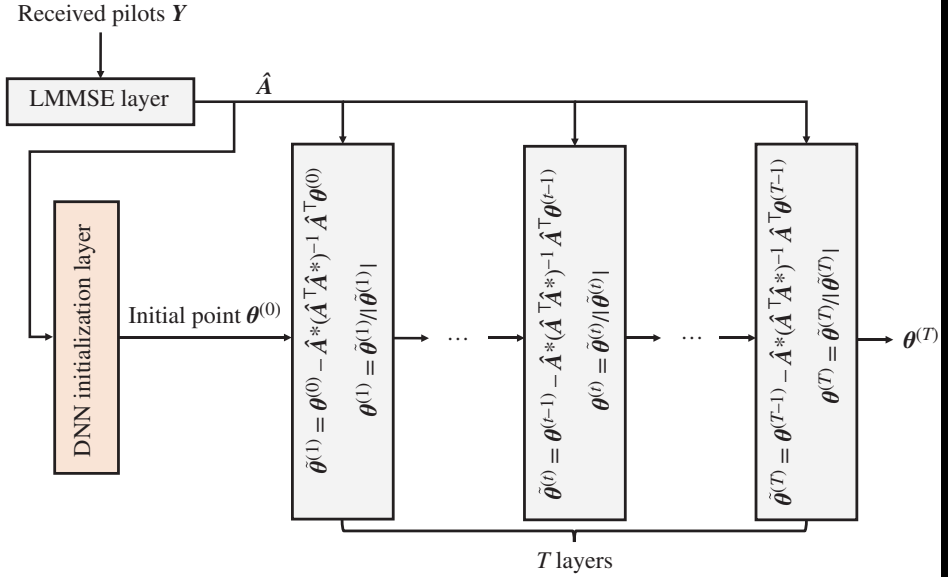 Received pilots Y
LMMSE layer
Â
DNN initialization layer
Initial point θ⁽⁰⁾
θ̃⁽¹⁾ = θ⁽⁰⁾ – Â*(Â⊤Â*)⁻¹ Â⊤θ⁽⁰⁾
θ⁽¹⁾ = θ̃⁽¹⁾/|θ̃⁽¹⁾|
...
θ̃⁽ᵗ⁾ = θ⁽ᵗ⁻¹⁾ – Â*(Â⊤Â*)⁻¹ Â⊤θ⁽ᵗ⁻¹⁾
θ⁽ᵗ⁾ = θ̃⁽ᵗ⁾/|θ̃⁽ᵗ⁾|
...
θ̃⁽ᵀ⁾ = θ⁽ᵀ⁻¹⁾ – Â*(Â⊤Â*)⁻¹ Â⊤θ⁽ᵀ⁻¹⁾
θ⁽ᵀ⁾ = θ̃⁽ᵀ⁾/|θ̃⁽ᵀ⁾|
θ⁽ᵀ⁾
T layers